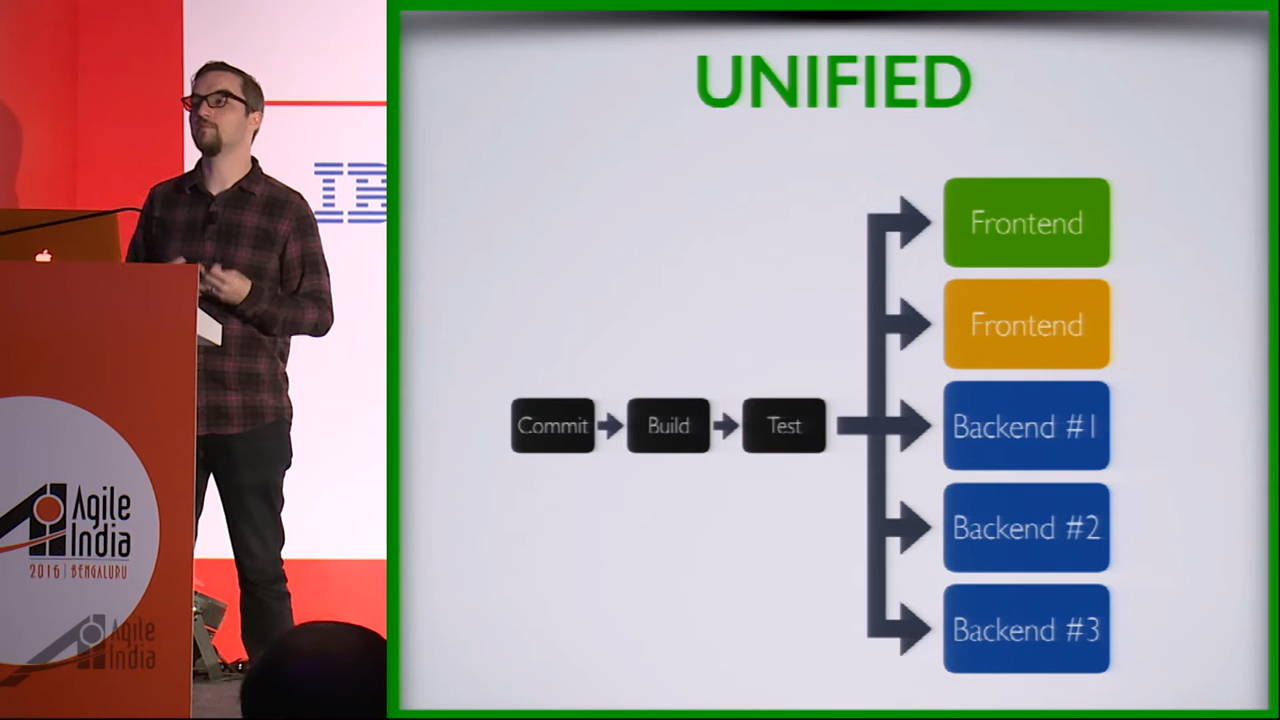 UNIFIED
Frontend
Frontend
Commit
Build
Test
Backend #1
Backend #2
Backend #3
Agile
India
2016 | BENGALURU
Agile
India